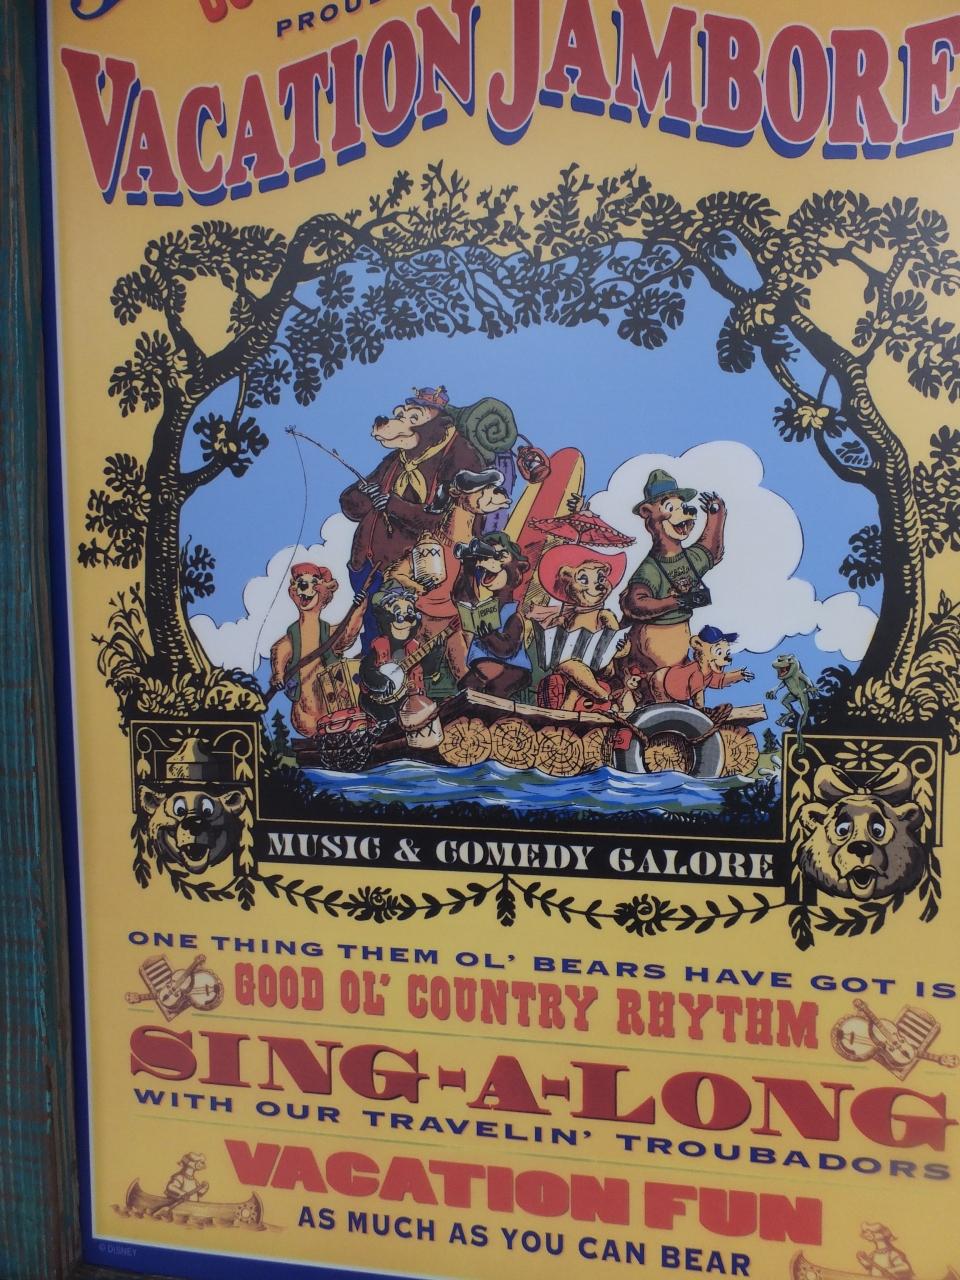 VACATION JAMBORE
MUSIC & COMEDY GALORE
ONE THING THEM OL' BEARS HAVE GOT IS
GOOD OL' COUNTRY RHYTHM
SING-A-LONG
WITH OUR TRAVELIN' TROUBADORS
VACATION FUN
AS MUCH AS YOU CAN BEAR
© DISNEY